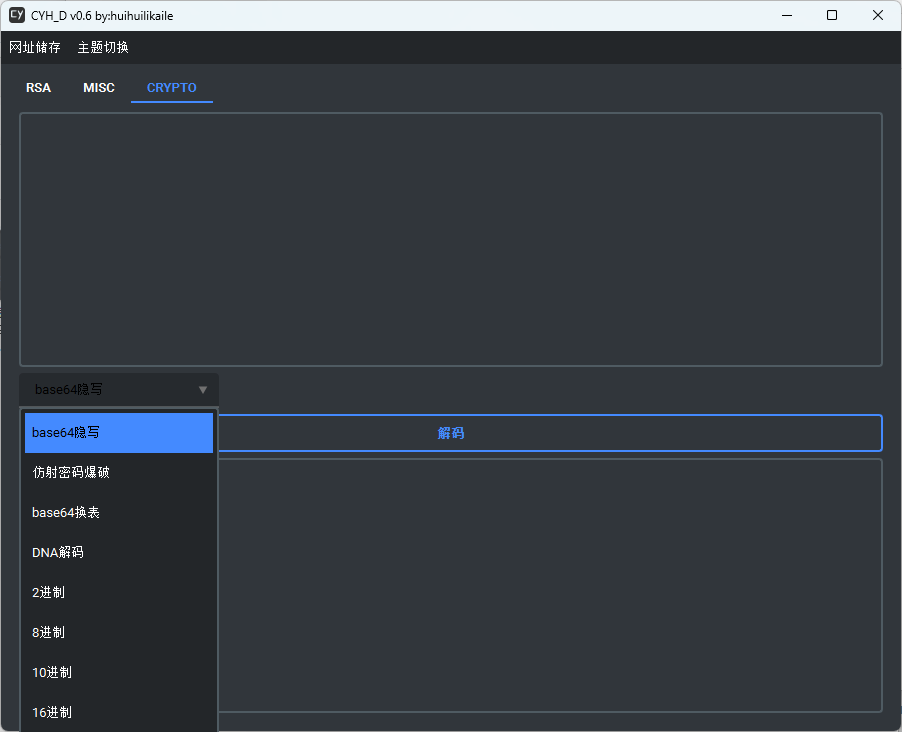 CY CYH_D v0.6 by:huihuilikaile
网址储存 主题切换
RSA MISC CRYPTO
base64隐写
base64隐写
解码
仿射密码爆破
base64换表
DNA解码
2进制
8进制
10进制
16进制